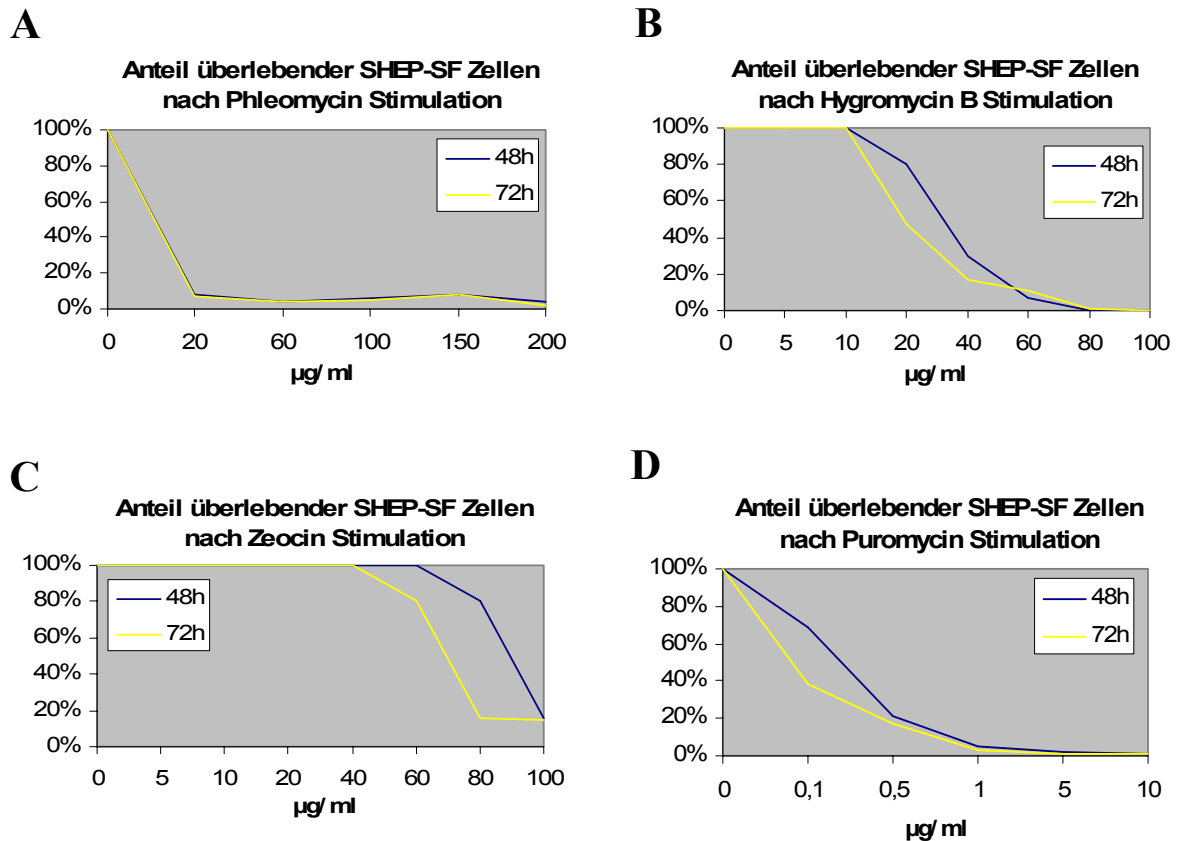 A
Anteil überlebender SHEP-SF Zellen
nach Phleomycin Stimulation
100%
80%
60%
40%
20%
0%
48h
72h
0 20 60 100 150 200
µg/ ml
B
Anteil überlebender SHEP-SF Zellen
nach Hygromycin B Stimulation
100%
80%
60%
40%
20%
0%
48h
72h
0 5 10 20 40 60 80 100
µg/ ml
C
Anteil überlebender SHEP-SF Zellen
nach Zeocin Stimulation
100%
80%
60%
40%
20%
0%
48h
72h
0 5 10 20 40 60 80 100
µg/ ml
D
Anteil überlebender SHEP-SF Zellen
nach Puromycin Stimulation
100%
80%
60%
40%
20%
0%
48h
72h
0 0,1 0,5 1 5 10
µg/ ml